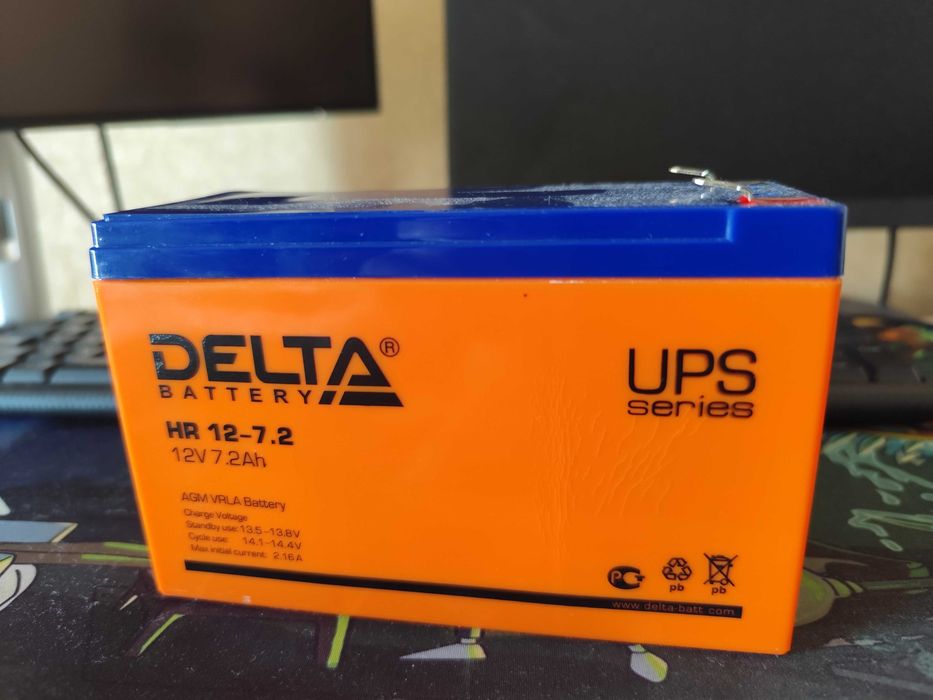 DELTA®
BATTERY
HR 12-7.2
12V 7.2Ah
AGM VRLA Battery
Charge Voltage
Standby use: 13.5-13.8V
Cycle use: 14.1-14.4V
Max initial current: 2.16A
UPS
series
PG
pb pb
www.delta-batt.com